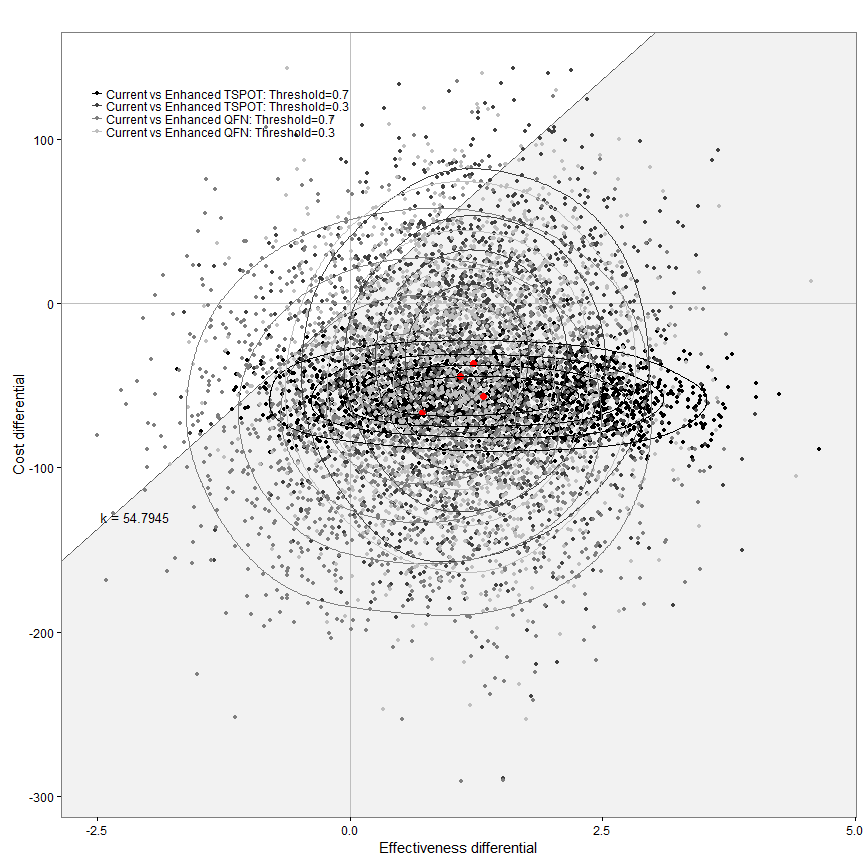 Current vs Enhanced TSPOT: Threshold=0.7
Current vs Enhanced TSPOT: Threshold=0.3
Current vs Enhanced QFN: Threshold=0.7
Current vs Enhanced QFN: Threshold=0.3
100
0
-100
-200
-300
Cost differential
k = 54.7945
-2.5
0.0
2.5
5.0
Effectiveness differential